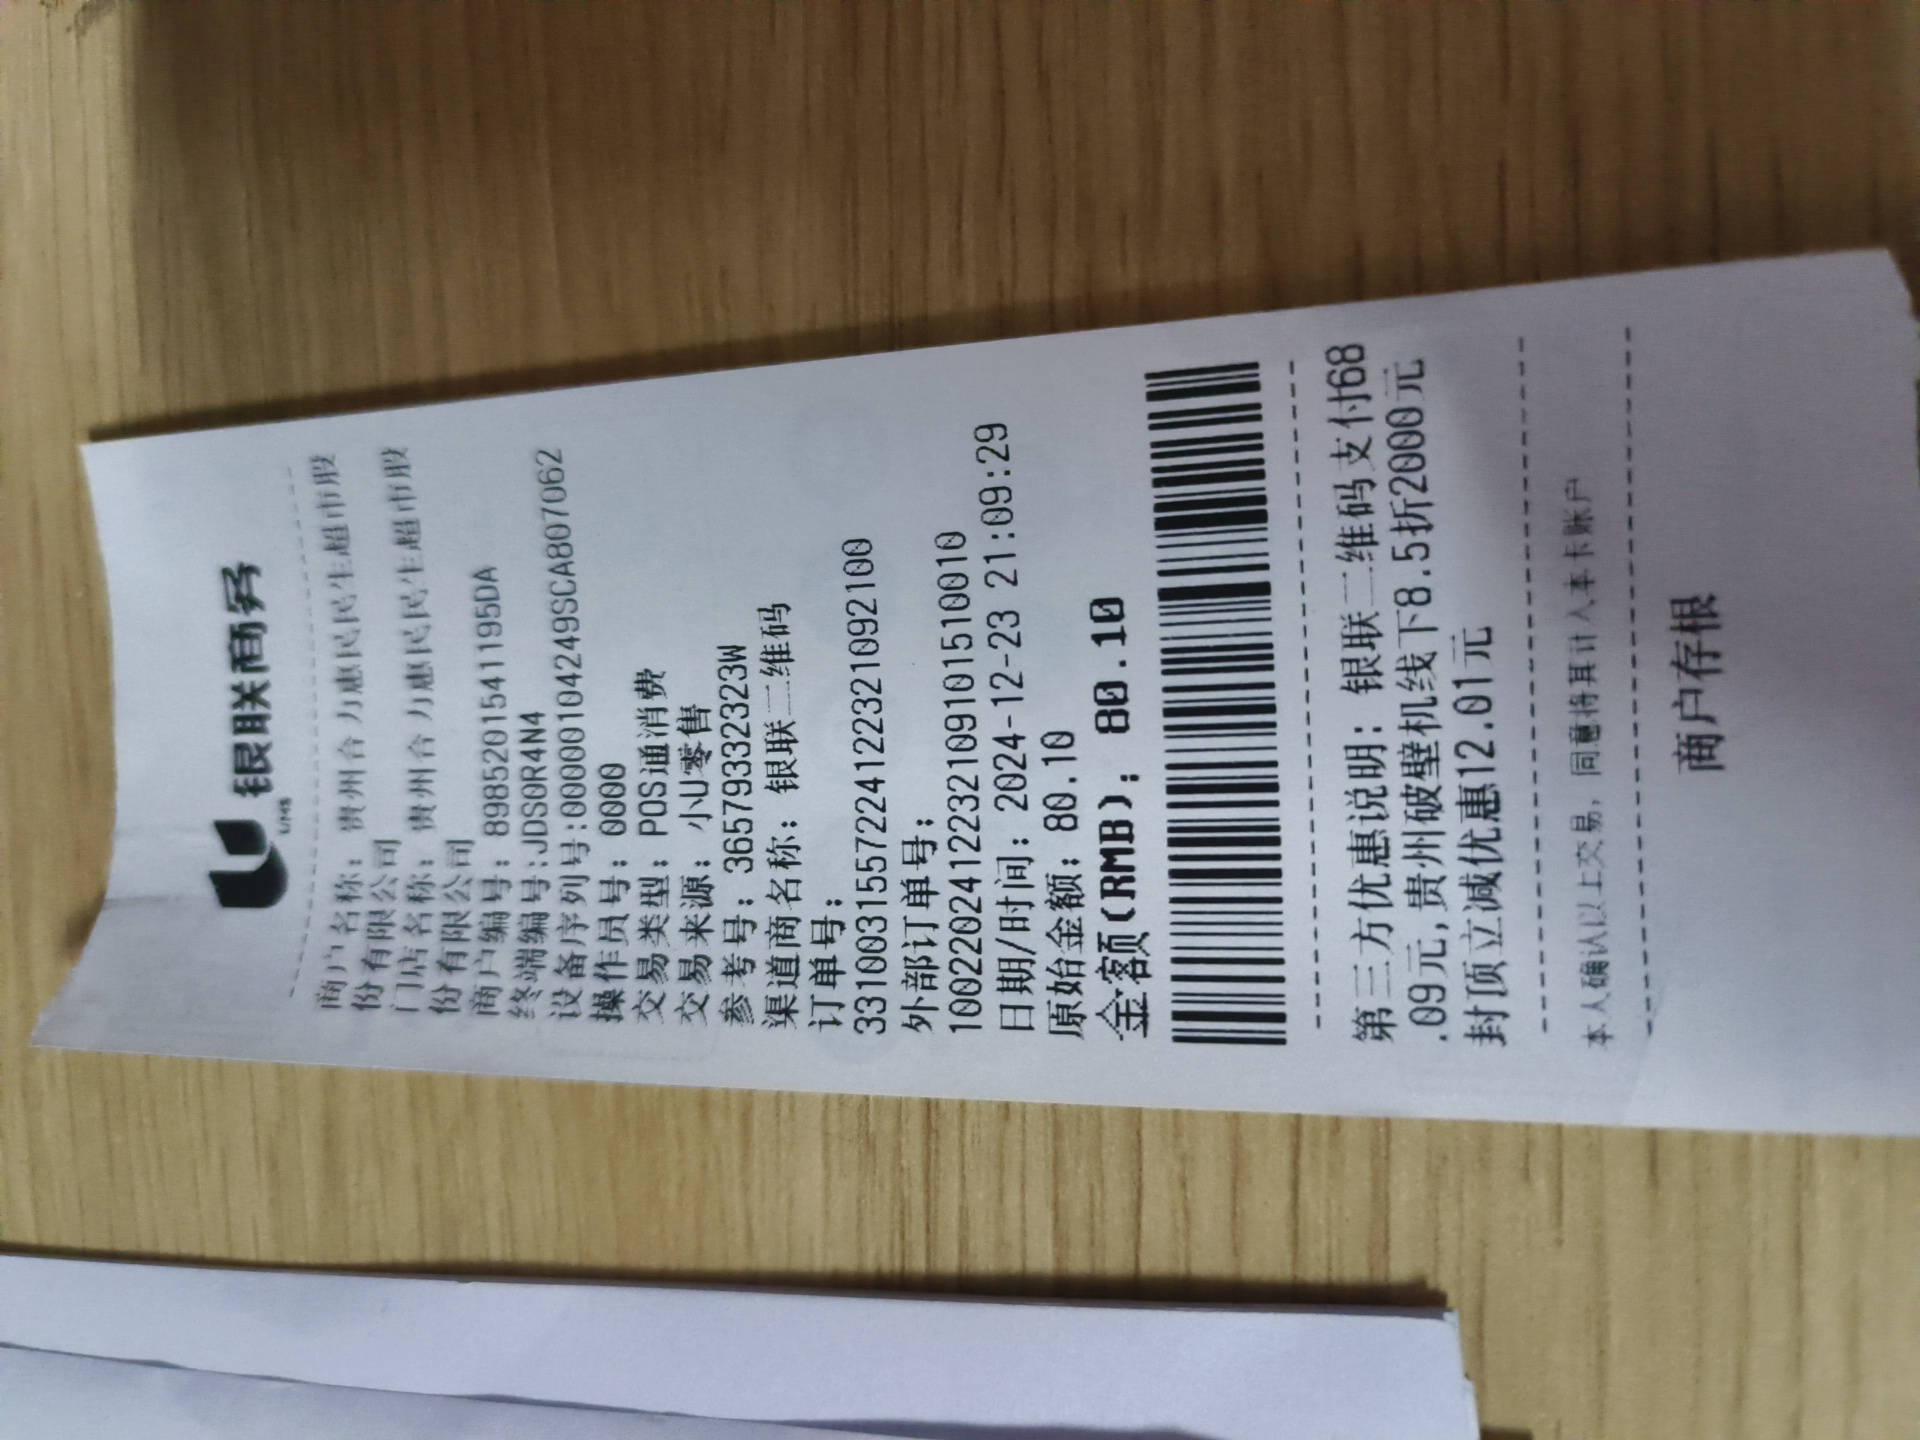 银联商务
UMS
商户名称：贵州合力惠民民生超市股
份有限公司
门店名称：贵州合力惠民民生超市股
份有限公司
商户编号：8985201541195DA
终端编号:JDS0R4N4
设备序列号:00000104249SCA807062
操作员号：0000
交易类型：POS通消费
交易来源：小U零售
参考号：36579332323W
渠道商名称：银联二维码
订单号：
33100315572241223210921​00
外部订单号：
1002202412232109101510010
日期/时间：2024-12-23 21:09:29
原始金额：80.10
金额(RMB)：80.10
第三方优惠说明：银联二维码支付68
.09元,贵州破壁机线下8.5折2000元
封顶立减优惠12.01元
本人确认以上交易，同意将其计入本卡账户
商户存根